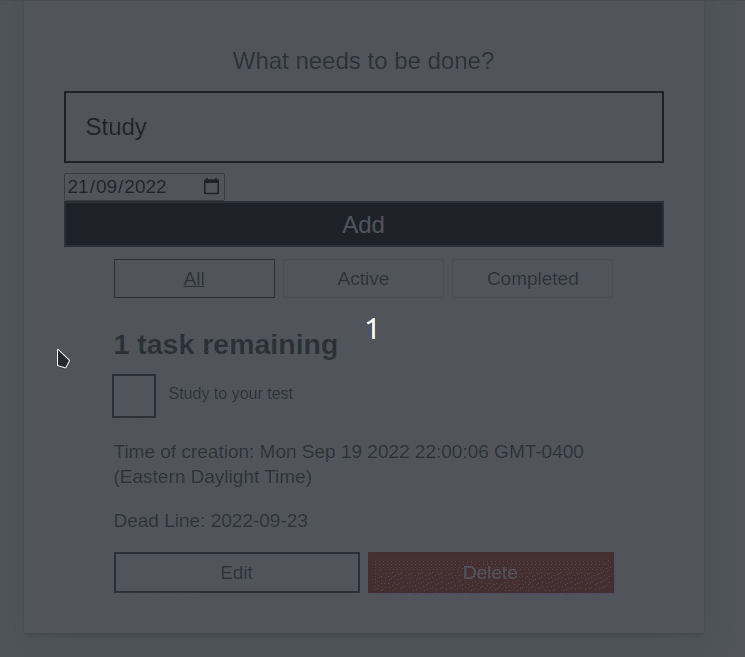 What needs to be done?
Study
21/09/2022
Add
All Active Completed
1
1 task remaining
Study to your test
Time of creation: Mon Sep 19 2022 22:00:06 GMT-0400
(Eastern Daylight Time)
Dead Line: 2022-09-23
Edit Delete